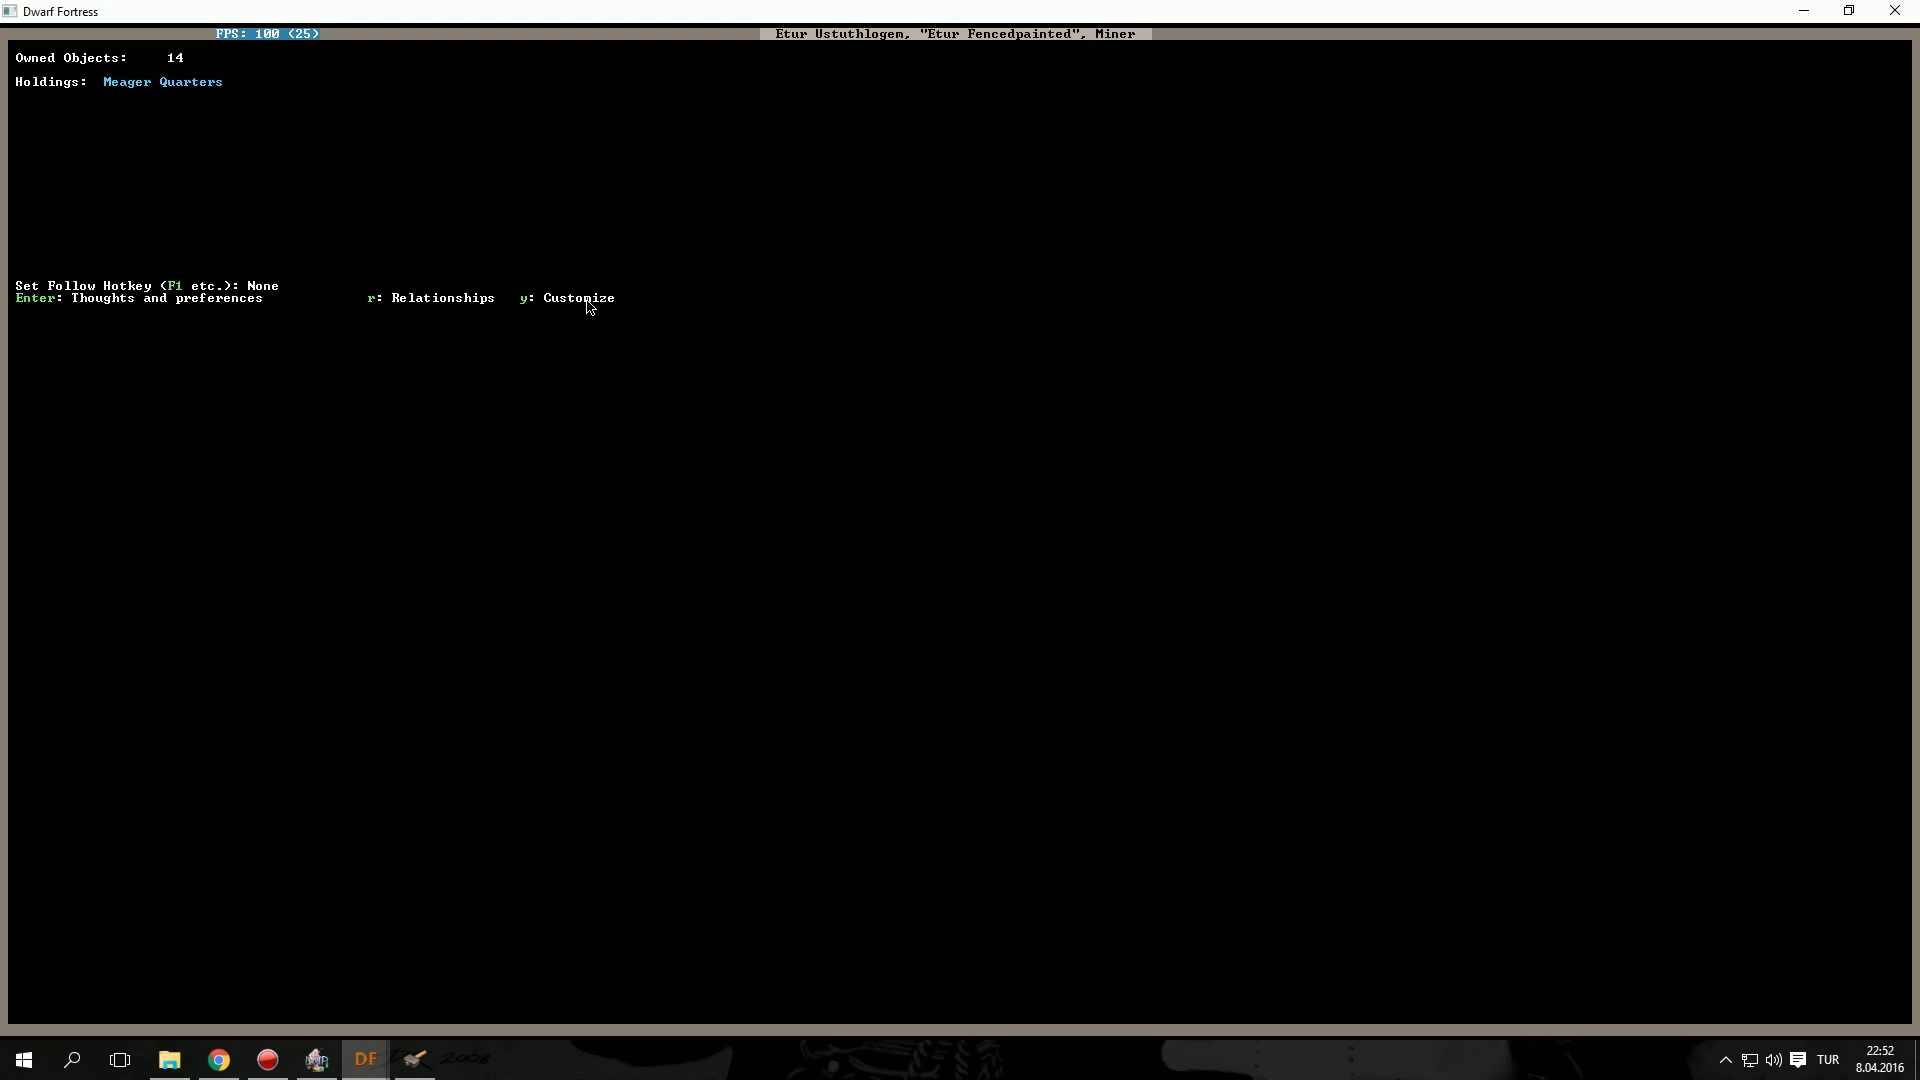 Dwarf Fortress
FPS: 100 (25)
Etur Ustuthlogem, "Etur Fencedpainted", Miner
Owned Objects: 14
Holdings: Meager Quarters
Set Follow Hotkey (F1 etc.): None
Enter: Thoughts and preferences r: Relationships y: Customize
DF
2008
TUR
22:52
8.04.2016